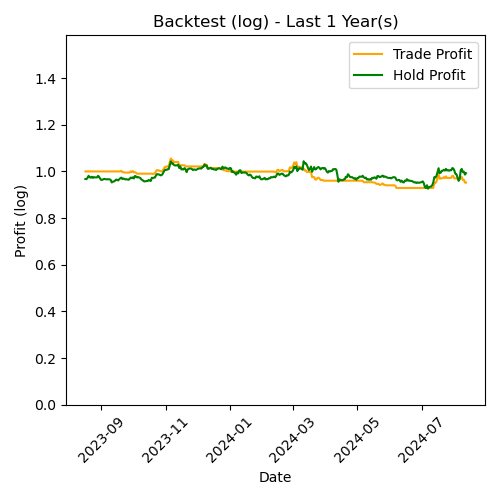 Backtest (log) - Last 1 Year(s)
Trade Profit
Hold Profit
Profit (log)
1.4
1.2
1.0
0.8
0.6
0.4
0.2
0.0
2023-09
2023-11
2024-01
2024-03
2024-05
2024-07
Date